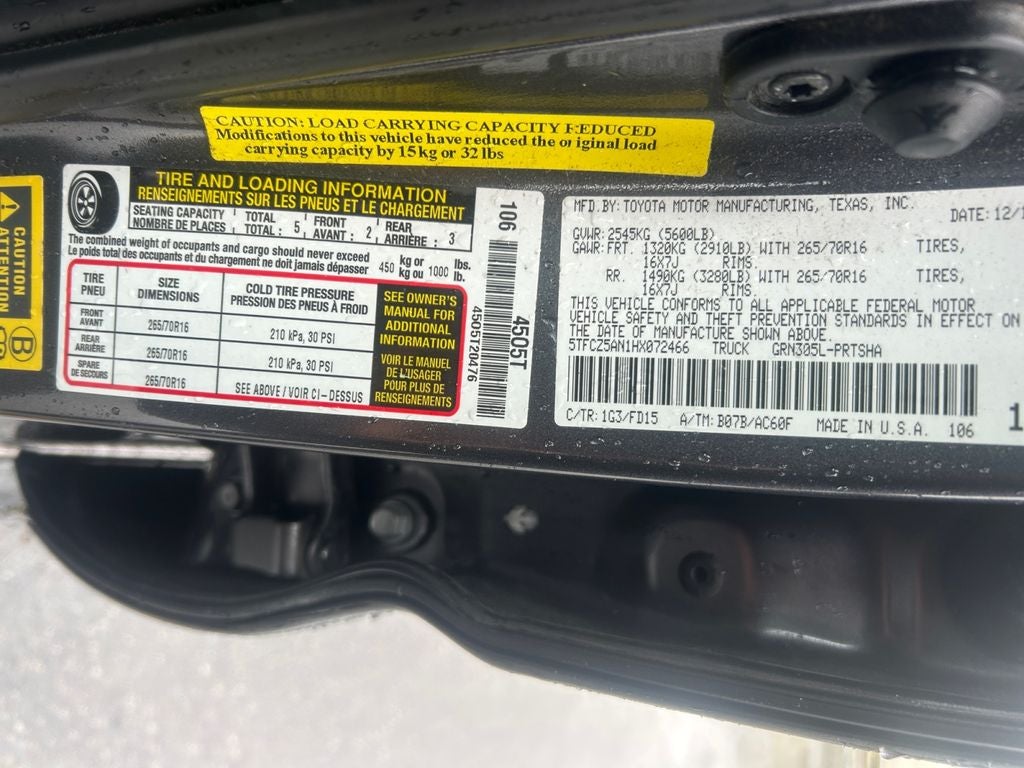 CAUTION: LOAD CARRYING CAPACITY REDUCED
Modifications to this vehicle have reduced the original load
carrying capacity by 15kg or 32 lbs
CAUTION
ATTENTION
B
TIRE AND LOADING INFORMATION
RENSEIGNEMENTS SUR LES PNEUS ET LE CHARGEMENT
SEATING CAPACITY TOTAL 5 FRONT 2 REAR 3
NOMBRE DE PLACES: TOTAL: AVANT: ARRIÈRE:
The combined weight of occupants and cargo should never exceed 450 kg or 1000 lbs.
Le poids total des occupants et du chargement ne doit jamais dépasser kg ou lb.
TIRE PNEU
SIZE DIMENSIONS
COLD TIRE PRESSURE
PRESSION DES PNEUS À FROID
FRONT AVANT 265/70R16 210 kPa, 30 PSI
REAR ARRIÈRE 265/70R16 210 kPa, 30 PSI
SPARE DE SECOURS 265/70R16 SEE ABOVE / VOIR CI-DESSUS
SEE OWNER'S
MANUAL FOR
ADDITIONAL
INFORMATION
VOIR LE MANUEL
DE L'USAGER
POUR PLUS DE
RENSEIGNEMENTS
106
4505T20476
4505T
MFD.BY:TOYOTA MOTOR MANUFACTURING, TEXAS, INC. DATE:12/1
GVWR:2545KG (5600LB)
GAWR: FRT. 1320KG (2910LB) WITH 265/70R16 TIRES,
16X7J RIMS.
RR. 1490KG (3280LB) WITH 265/70R16 TIRES,
16X7J RIMS.
THIS VEHICLE CONFORMS TO ALL APPLICABLE FEDERAL MOTOR
VEHICLE SAFETY AND THEFT PREVENTION STANDARDS IN EFFECT ON
THE DATE OF MANUFACTURE SHOWN ABOVE.
5TFCZ5AN1HX072466 TRUCK GRN305L-PRTSHA
C/TR:1G3/FD15 A/TM:B07B/AC60F MADE IN U.S.A. 106
1